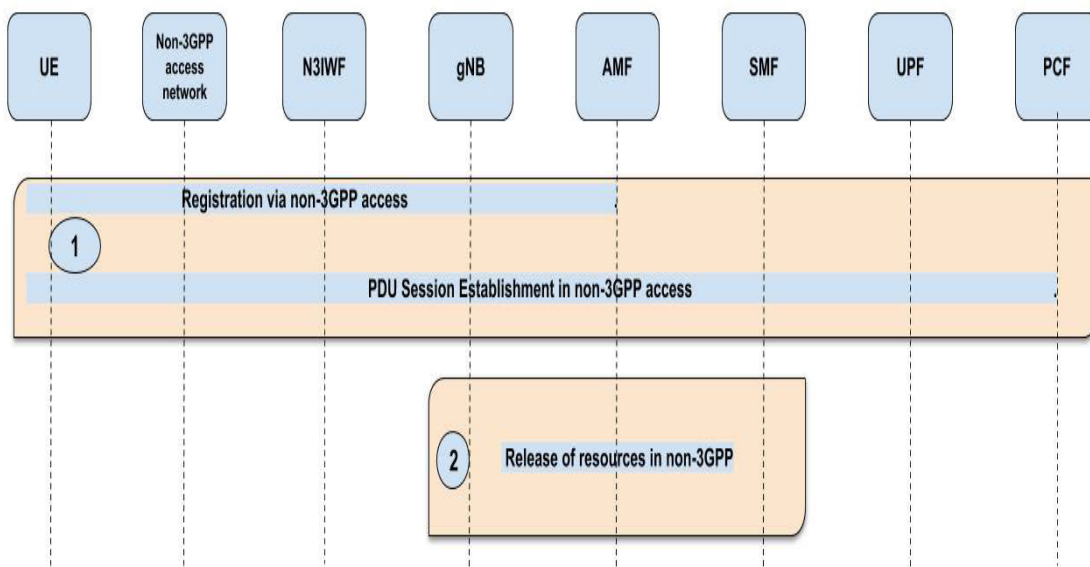 UE
Non-3GPP
access
network
N3IWF
gNB
AMF
SMF
UPF
PCF
Registration via non-3GPP access
1
PDU Session Establishment in non-3GPP access
2
Release of resources in non-3GPP